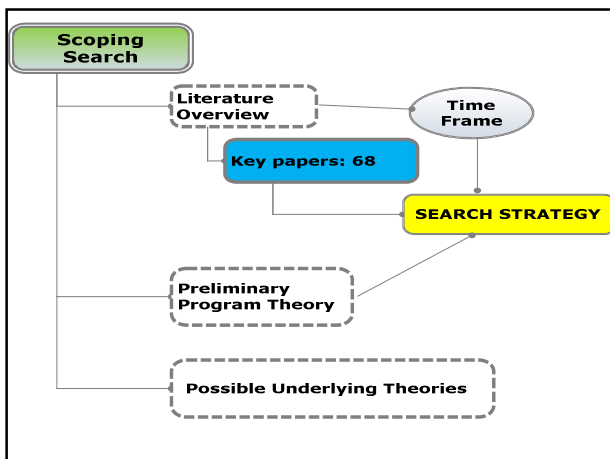 Scoping
Search
Literature
Overview
Time
Frame
Key papers: 68
SEARCH STRATEGY
Preliminary
Program Theory
Possible Underlying Theories